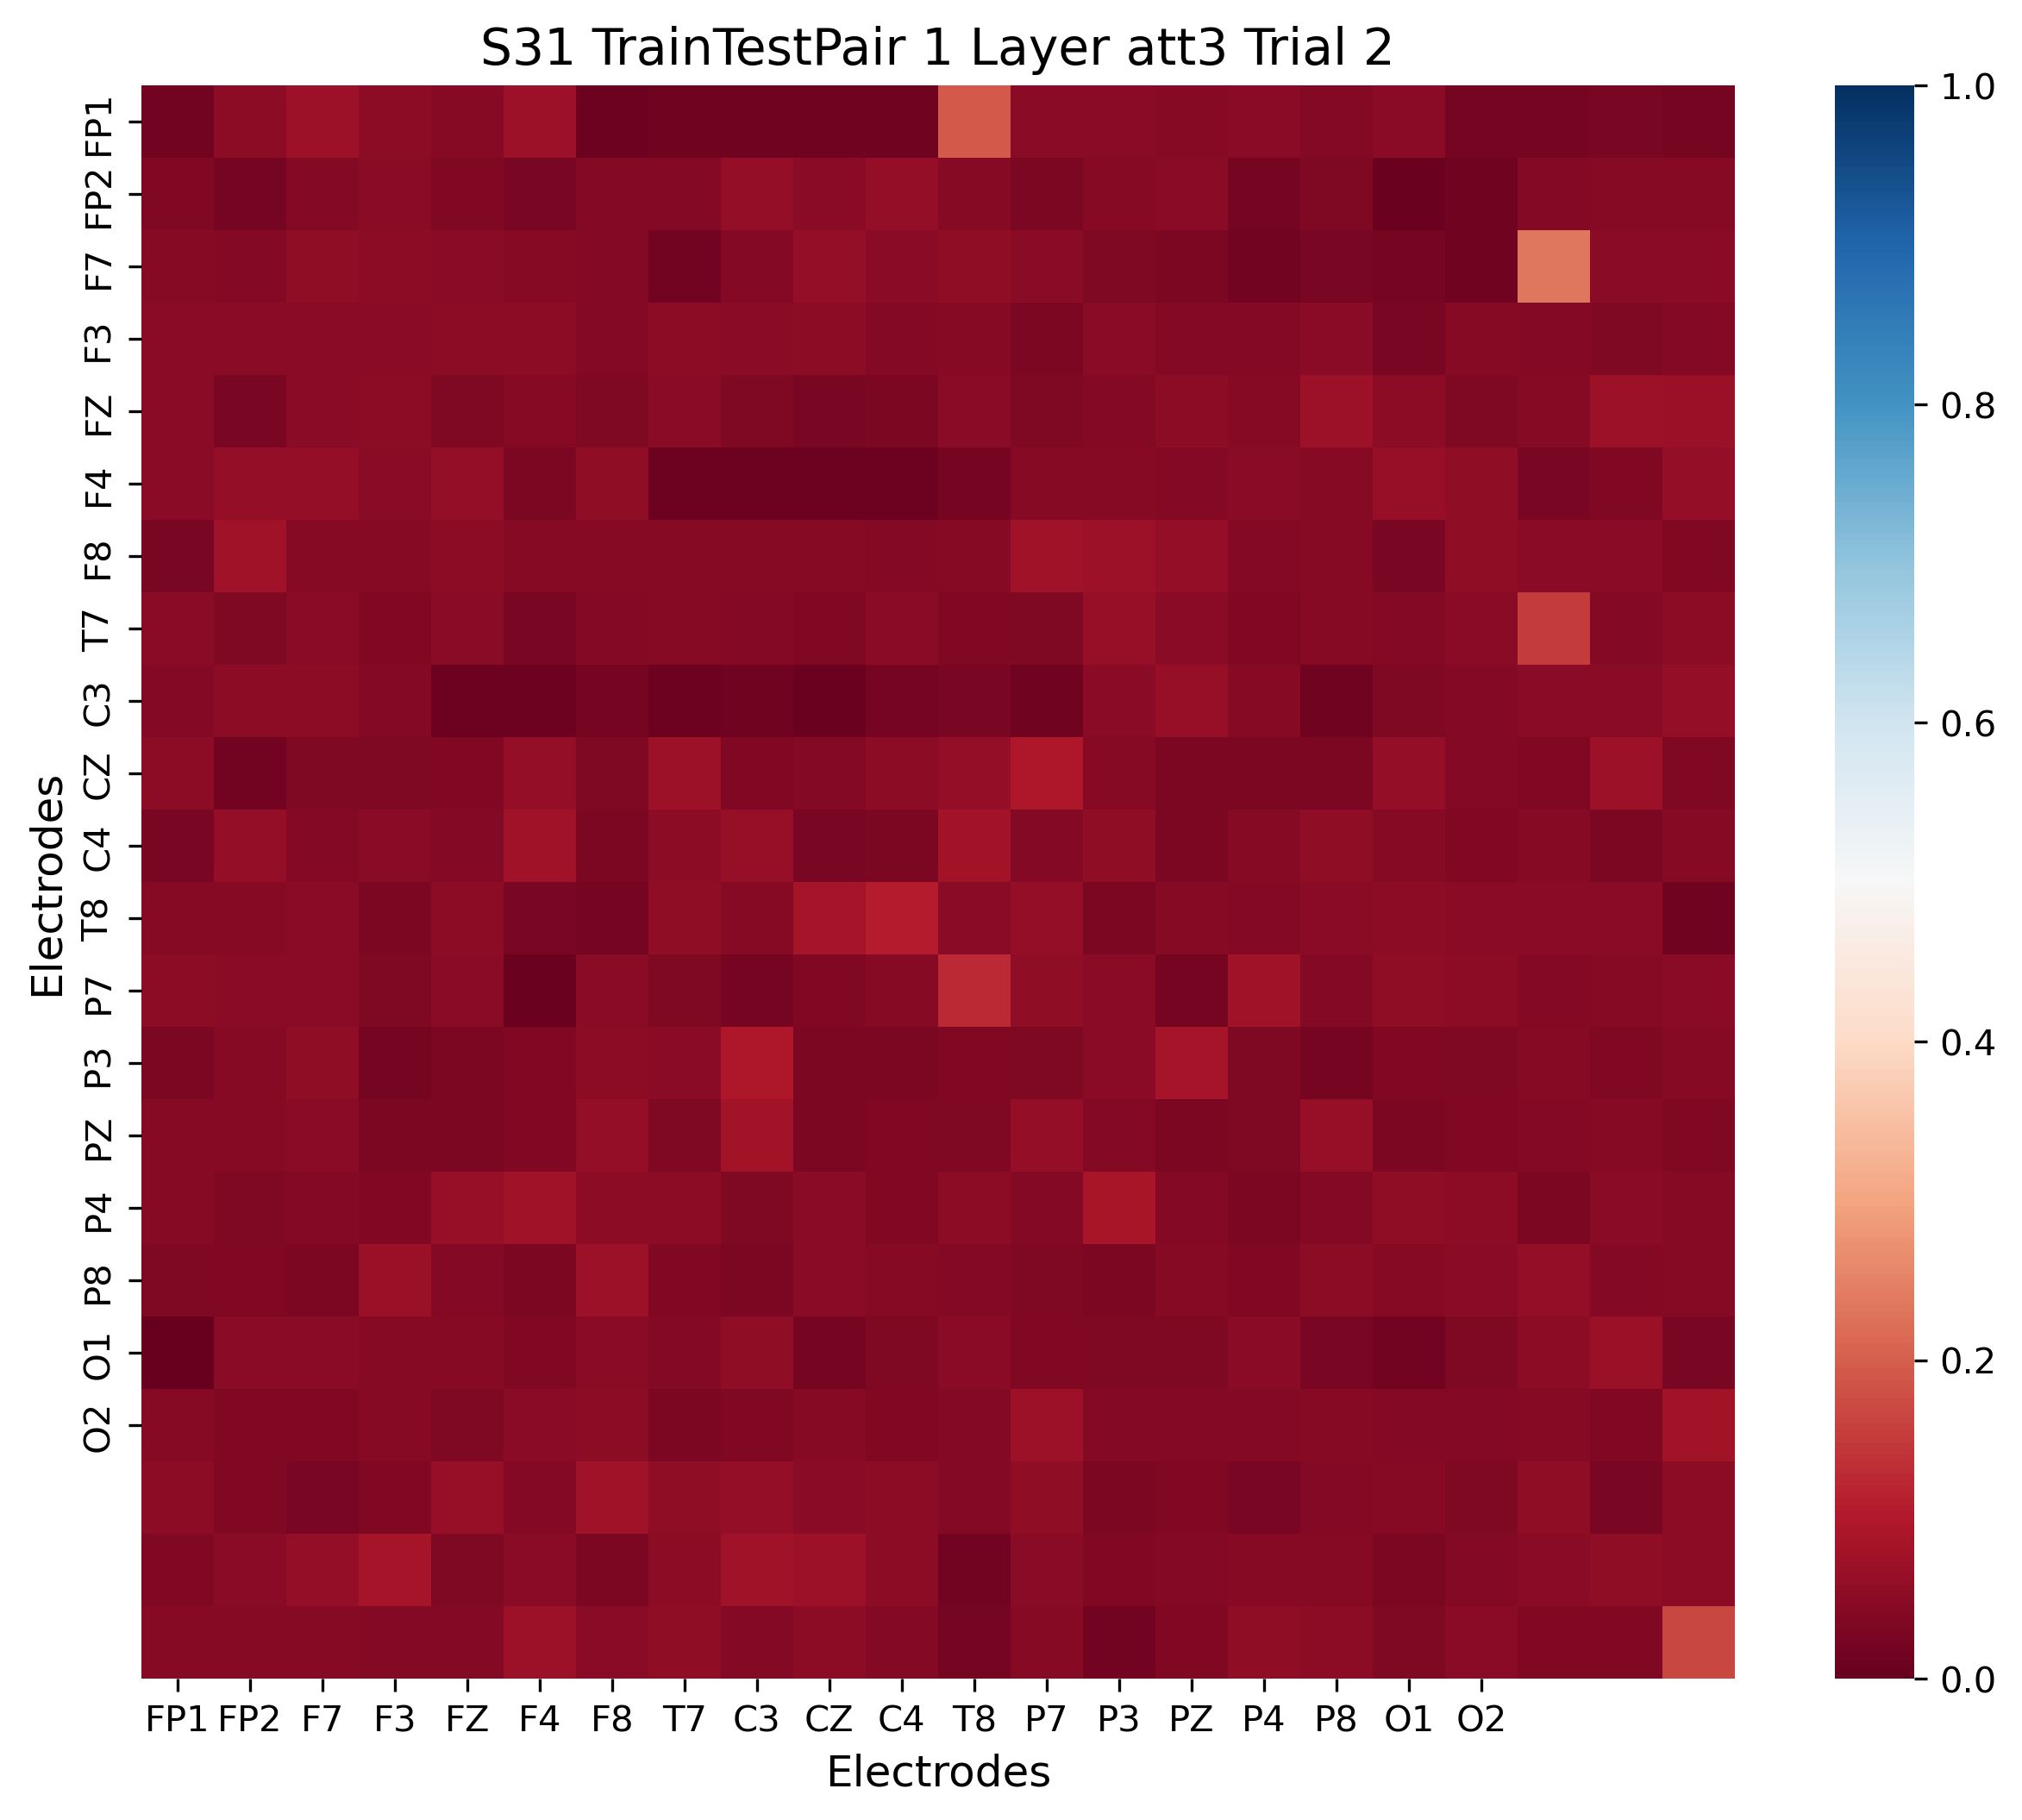 S31 TrainTestPair 1 Layer att3 Trial 2
Electrodes
FP1
FP2
F7
F3
FZ
F4
F8
T7
C3
CZ
C4
T8
P7
P3
PZ
P4
P8
O1
O2
FP1 FP2 F7 F3 FZ F4 F8 T7 C3 CZ C4 T8 P7 P3 PZ P4 P8 O1 O2
Electrodes
1.0
0.8
0.6
0.4
0.2
0.0